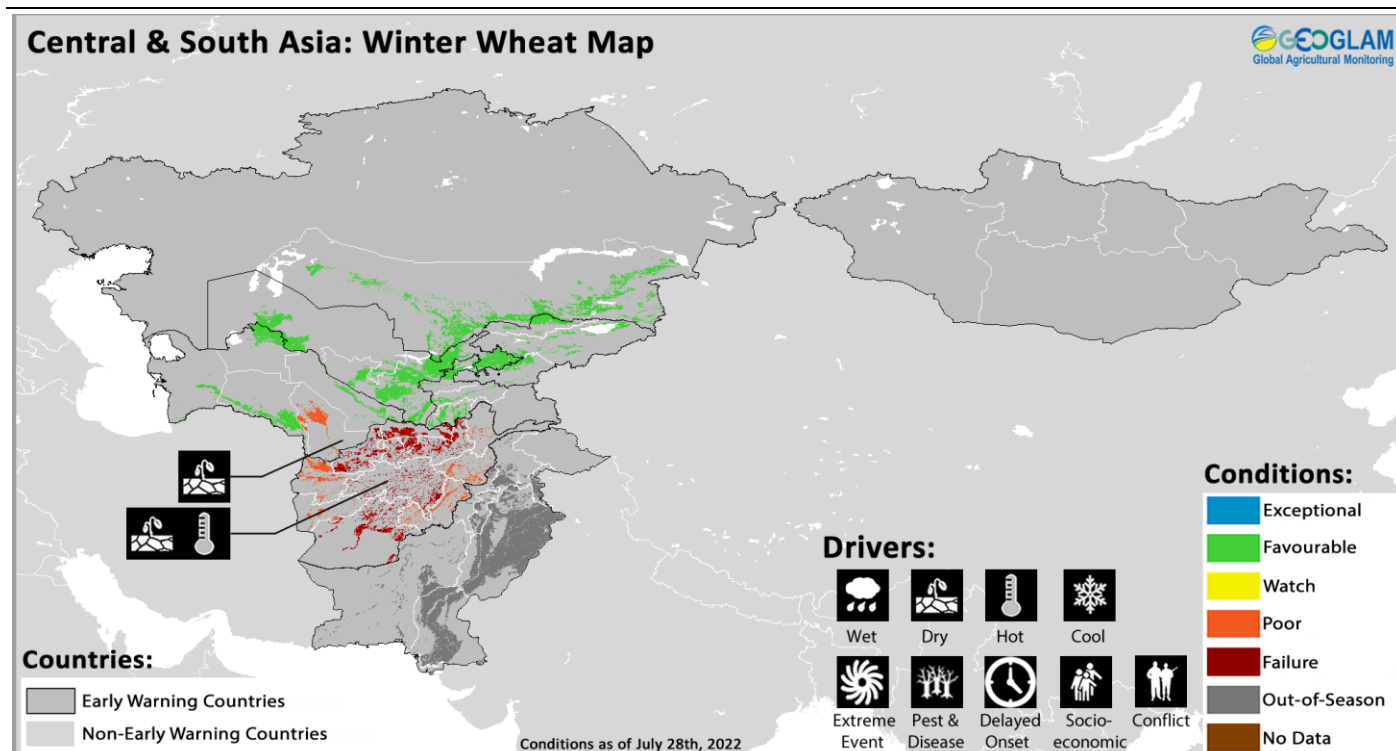 Central & South Asia: Winter Wheat Map
GEOGLAM
Global Agricultural Monitoring
Conditions:
Exceptional
Favourable
Watch
Poor
Failure
Out-of-Season
No Data
Drivers:
Wet
Dry
Hot
Cool
Extreme
Event
Pest &
Disease
Delayed
Onset
Socio-
economic
Conflict
Countries:
Early Warning Countries
Non-Early Warning Countries
Conditions as of July 28th, 2022